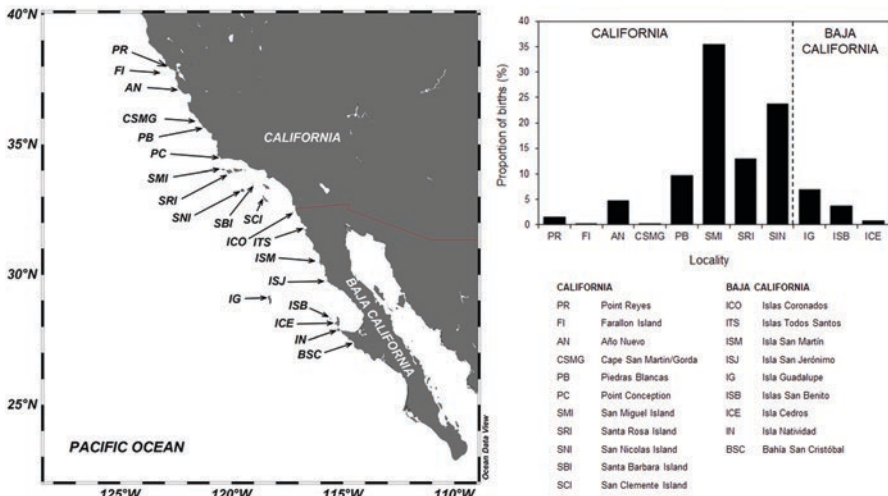 40°N
35°N
30°N
25°N
125°W
120°W
115°W
110°W
PR
FI
AN
CSMG
PB
PC
SMI
SRI
SNI
SBI
SCI
ICO
ITS
ISM
ISJ
IG
ISB
ICE
IN
BSC
CALIFORNIA
BAJA CALIFORNIA
PACIFIC OCEAN
Ocean Data View
CALIFORNIA
BAJA
CALIFORNIA
Proportion of births (%)
40
35
30
25
20
15
10
5
0
PR FI AN CSMG PB SMI SRI SIN IG ISB ICE
Locality
CALIFORNIA BAJA CALIFORNIA
PR Point Reyes ICO Islas Coronados
FI Farallon Island ITS Islas Todos Santos
AN Año Nuevo ISM Isla San Martín
CSMG Cape San Martin/Gorda ISJ Isla San Jerónimo
PB Piedras Blancas IG Isla Guadalupe
PC Point Conception ISB Islas San Benito
SMI San Miguel Island ICE Isla Cedros
SRI Santa Rosa Island IN Isla Natividad
SNI San Nicolas Island BSC Bahía San Cristóbal
SBI Santa Barbara Island
SCI San Clemente Island